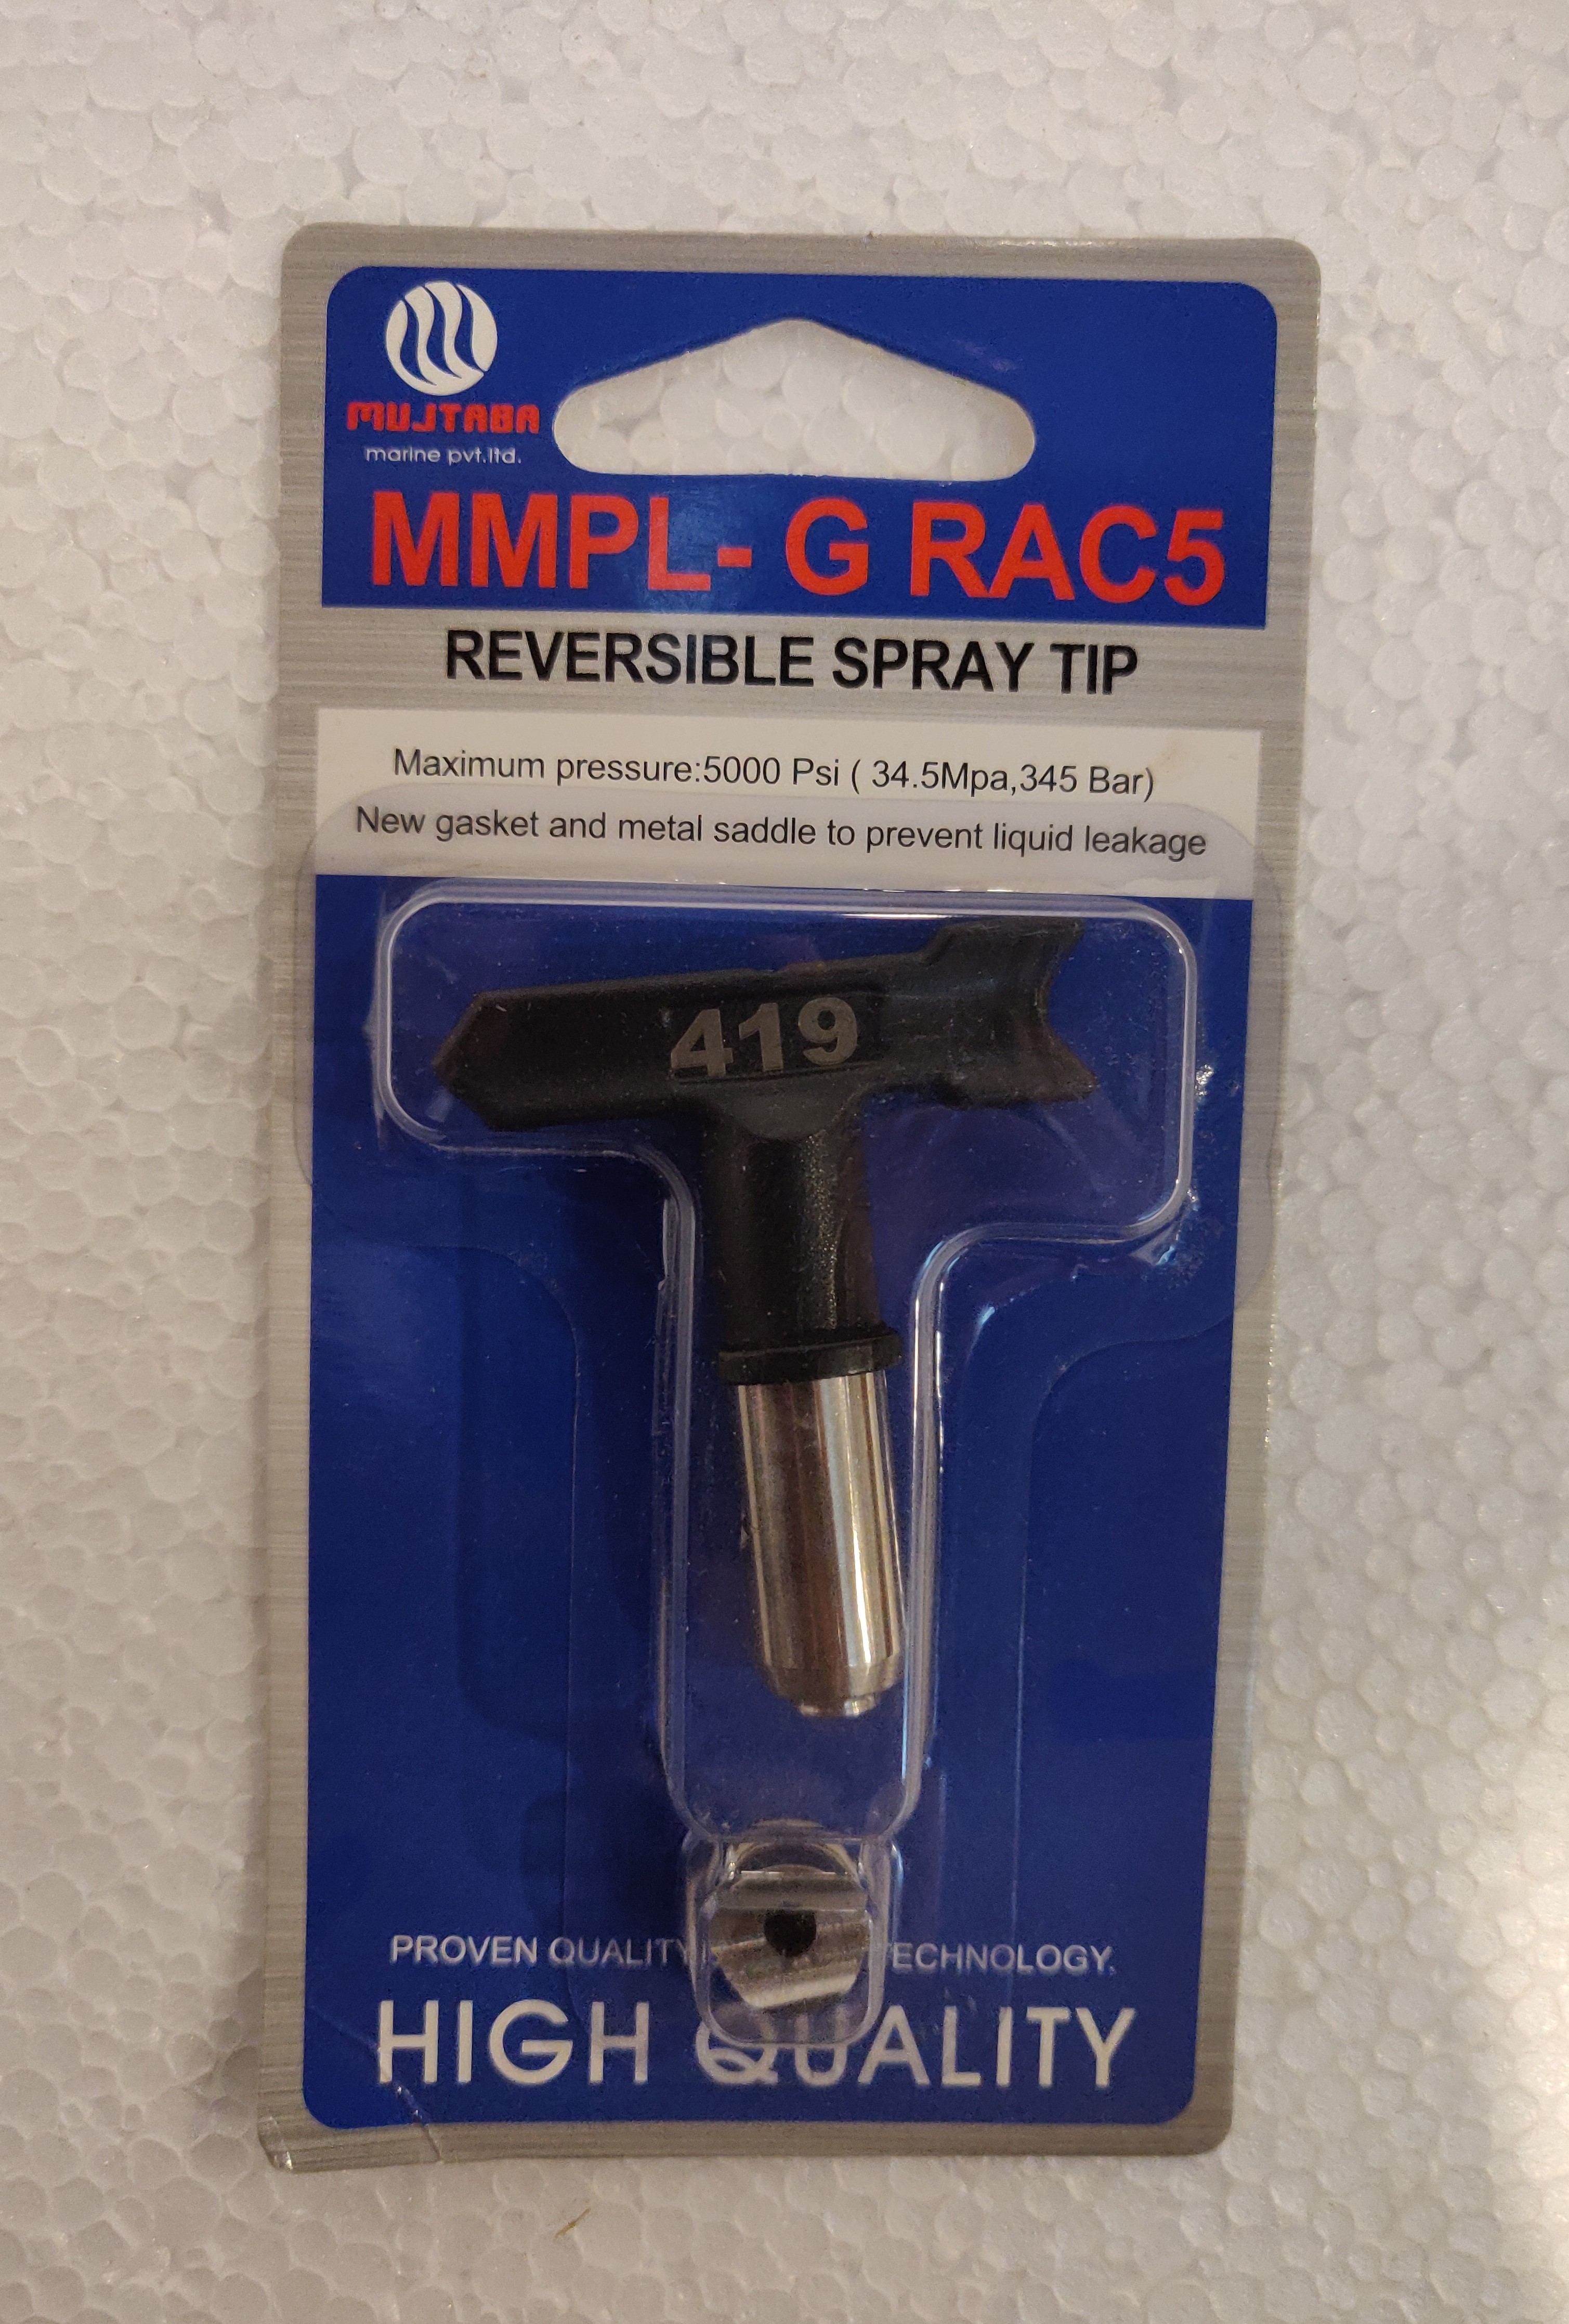 MUJTABA
marine pvt.ltd.
MMPL- G RAC5
REVERSIBLE SPRAY TIP
Maximum pressure:5000 Psi ( 34.5Mpa,345 Bar)
New gasket and metal saddle to prevent liquid leakage
419
PROVEN QUALITY
HIGH QUALITY